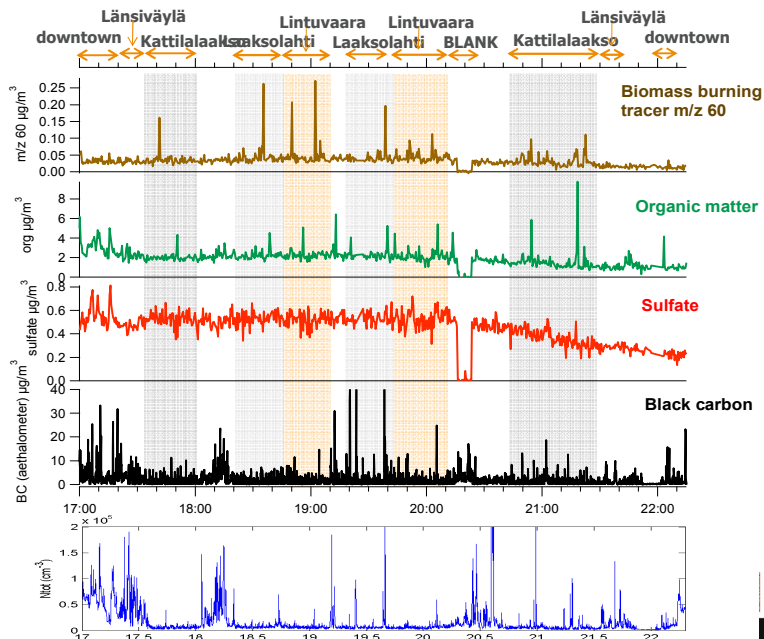 Länsiväylä
Lintuvaara Lintuvaara
Länsiväylä
downtown Kattilalaakso Laaksolahti Laaksolahti BLANK Kattilalaakso downtown
0.25
0.20
0.15
0.10
0.05
0.00
m/z 60 µg/m³
Biomass burning
tracer m/z 60
8
6
4
2
0
org µg/m³
Organic matter
0.8
0.6
0.4
0.2
0.0
sulfate µg/m³
Sulfate
40
30
20
10
0
BC (aethalometer) µg/m³
Black carbon
17:00 18:00 19:00 20:00 21:00 22:00
2 x 10⁵
1.5
1
0.5
0
Ntot (cm⁻³)
17 17.5 18 18.5 19 19.5 20 20.5 21 21.5 22